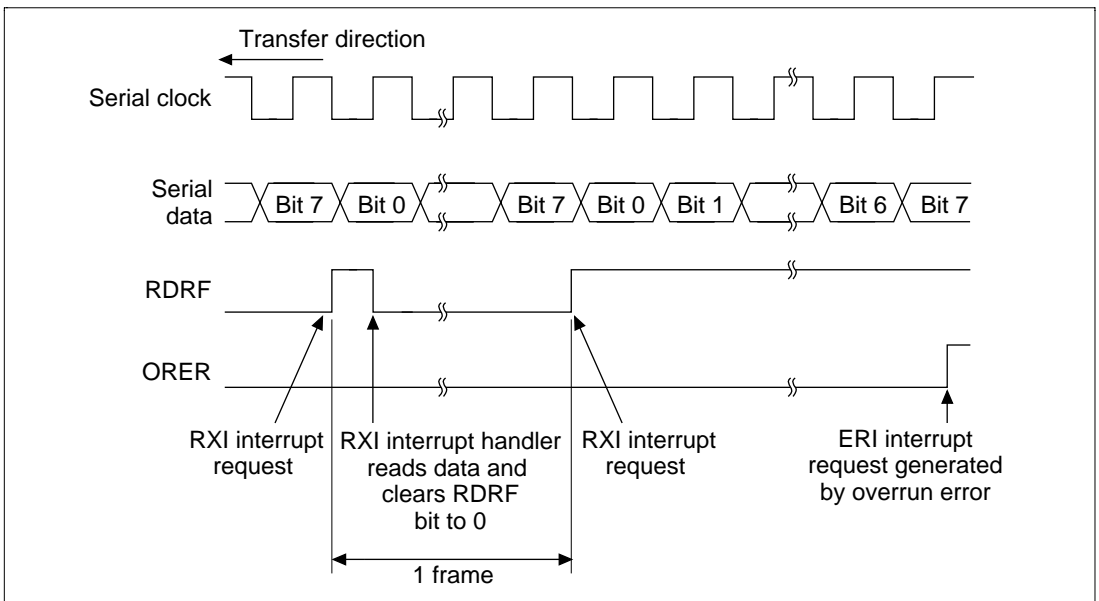 Transfer direction
Serial clock
Serial
data
Bit 7 Bit 0 Bit 7 Bit 0 Bit 1 Bit 6 Bit 7
RDRF
ORER
RXI interrupt
request
RXI interrupt handler
reads data and
clears RDRF
bit to 0
RXI interrupt
request
ERI interrupt
request generated
by overrun error
1 frame